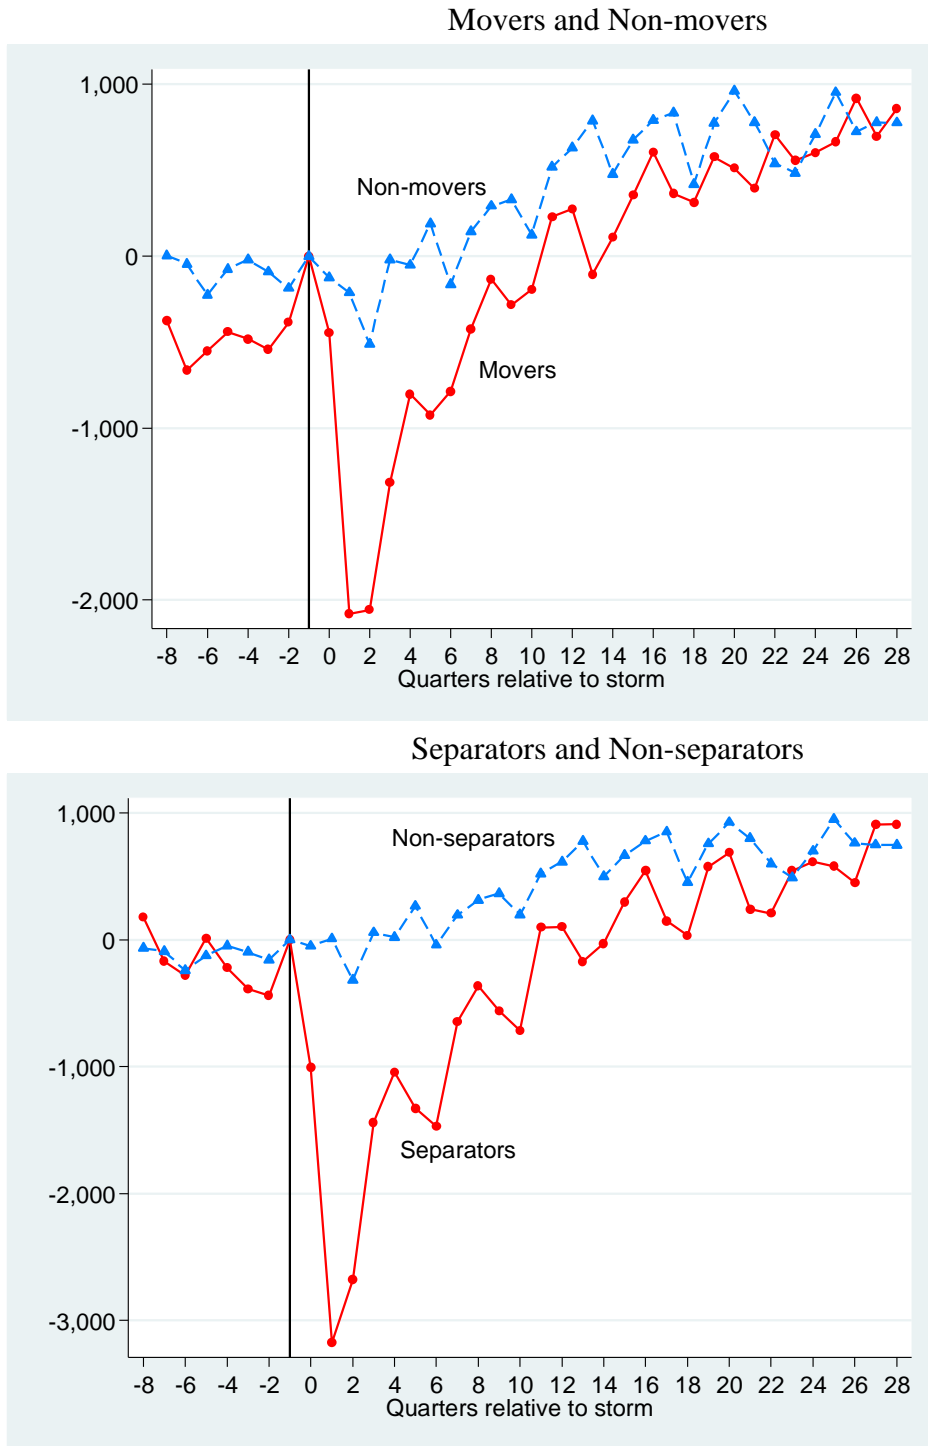 Movers and Non-movers
1,000
0
-1,000
-2,000
Non-movers
Movers
-8 -6 -4 -2 0 2 4 6 8 10 12 14 16 18 20 22 24 26 28
Quarters relative to storm
Separators and Non-separators
1,000
0
-1,000
-2,000
-3,000
Non-separators
Separators
-8 -6 -4 -2 0 2 4 6 8 10 12 14 16 18 20 22 24 26 28
Quarters relative to storm